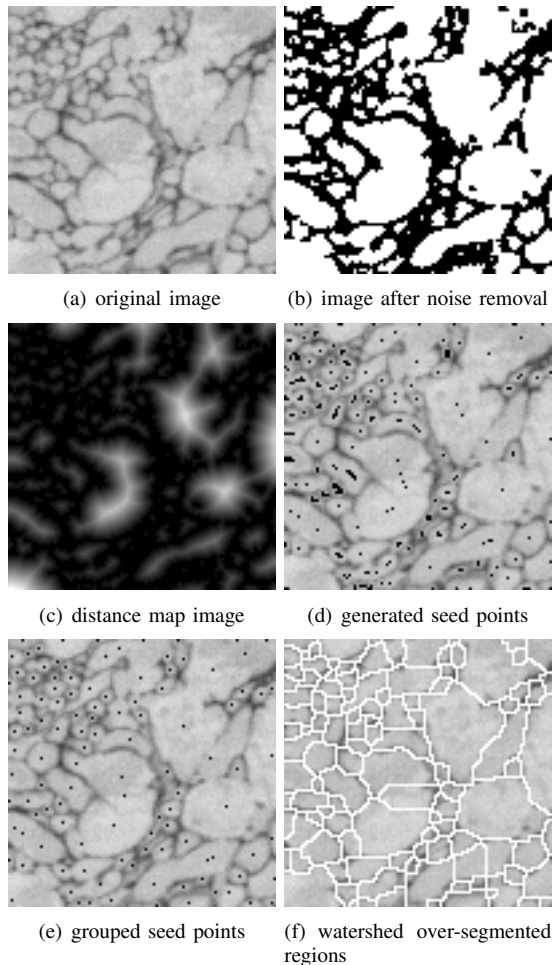 (a) original image
(b) image after noise removal
(c) distance map image
(d) generated seed points
(e) grouped seed points
(f) watershed over-segmented
regions